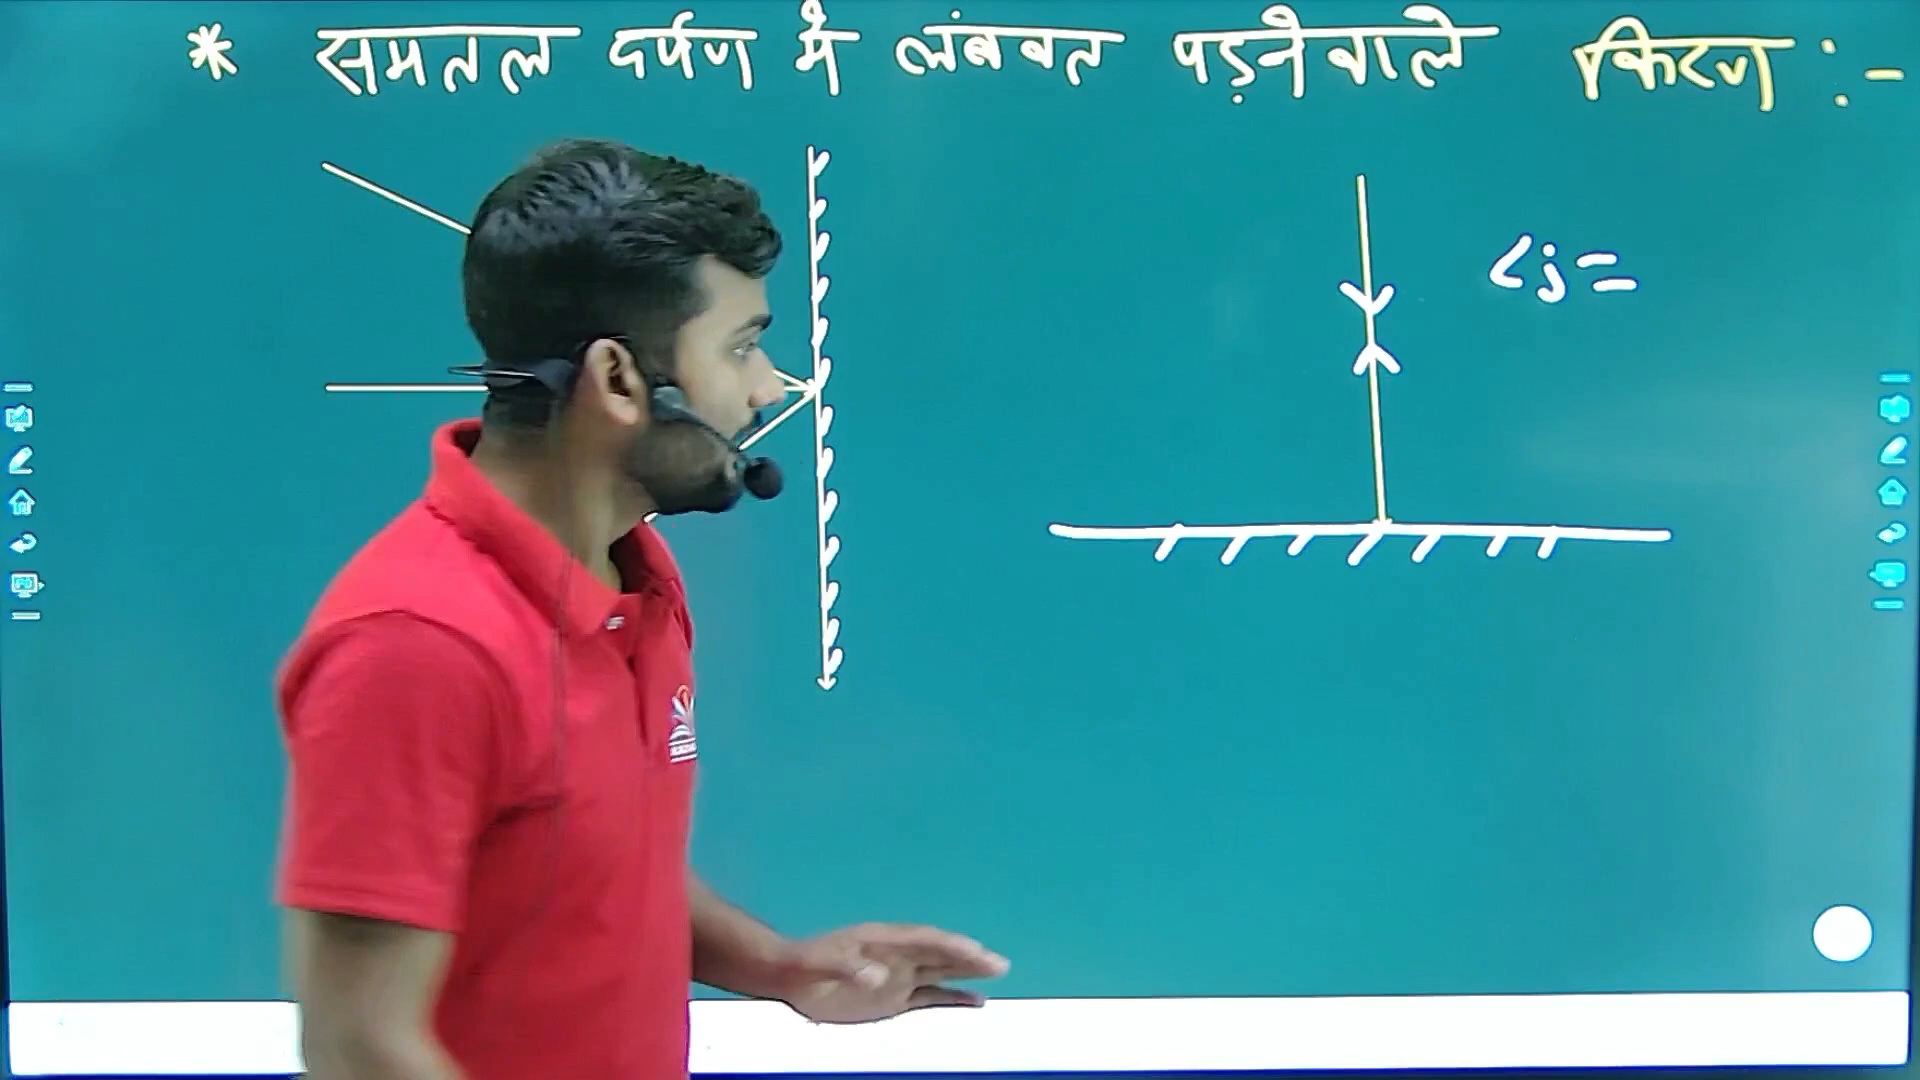 * समतल दर्पण में लंबवत पड़नेवाले किरण :-
<i =